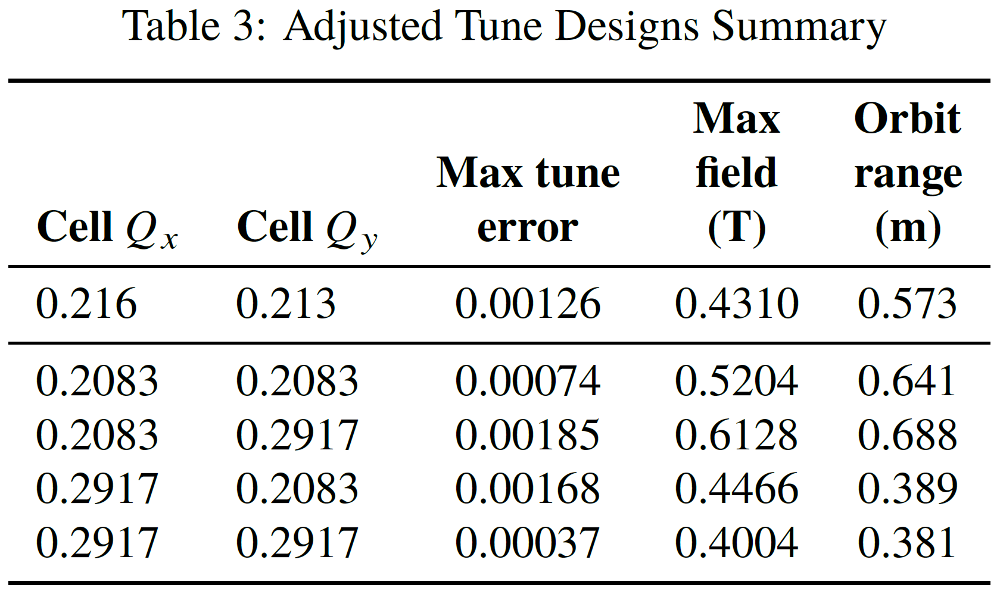 Table 3: Adjusted Tune Designs Summary
Max Orbit
Max tune field range
Cell Qx Cell Qy error (T) (m)
0.216 0.213 0.00126 0.4310 0.573
0.2083 0.2083 0.00074 0.5204 0.641
0.2083 0.2917 0.00185 0.6128 0.688
0.2917 0.2083 0.00168 0.4466 0.389
0.2917 0.2917 0.00037 0.4004 0.381